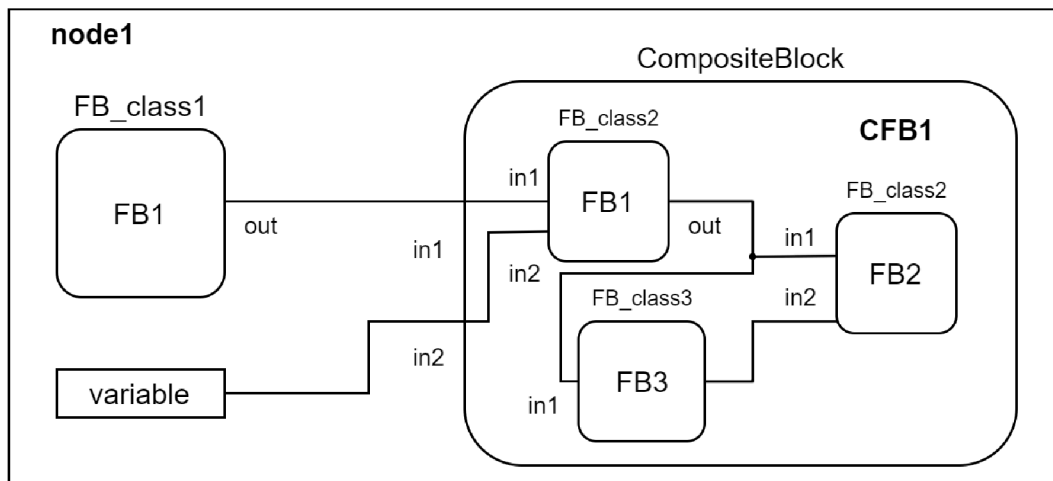 node1
CompositeBlock
FB_class1
FB_class2
CFB1
FB1
in1
FB1
out
FB_class2
out
in1
in1
in2
FB2
FB_class3
in2
in2
variable
FB3
in1